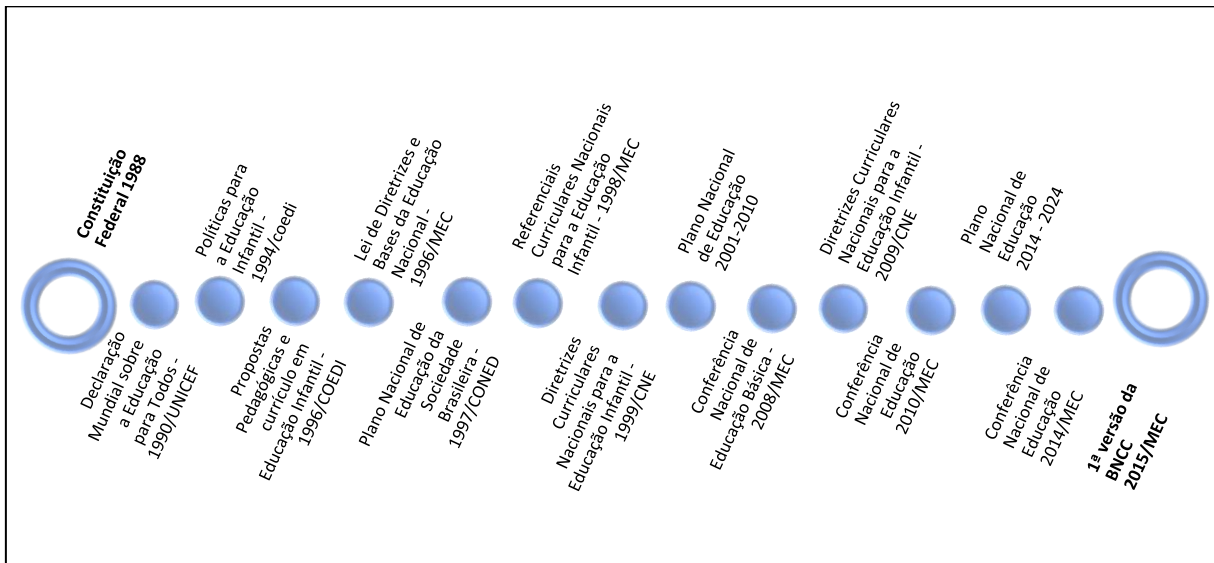 Constituição
Federal 1988
Declaração
Mundial sobre
a Educação
para Todos -
1990/UNICEF
Políticas para
a Educação
Infantil -
1994/coedi
Propostas
Pedagógicas e
currículo em
Educação Infantil -
1996/COEDI
Lei de Diretrizes e
Bases da Educação
Nacional -
1996/MEC
Plano Nacional de
Educação da
Sociedade
Brasileira -
1997/CONED
Referenciais
Curriculares Nacionais
para a Educação
Infantil - 1998/MEC
Diretrizes
Curriculares
Nacionais para a
Educação Infantil -
1999/CNE
Plano Nacional
de Educação
2001-2010
Conferência
Nacional de
Educação Básica -
2008/MEC
Diretrizes Curriculares
Nacionais para a
Educação Infantil -
2009/CNE
Conferência
Nacional de
Educação
2010/MEC
Plano
Nacional de
Educação
2014 - 2024
Conferência
Nacional de
Educação
2014/MEC
1ª versão da
BNCC
2015/MEC